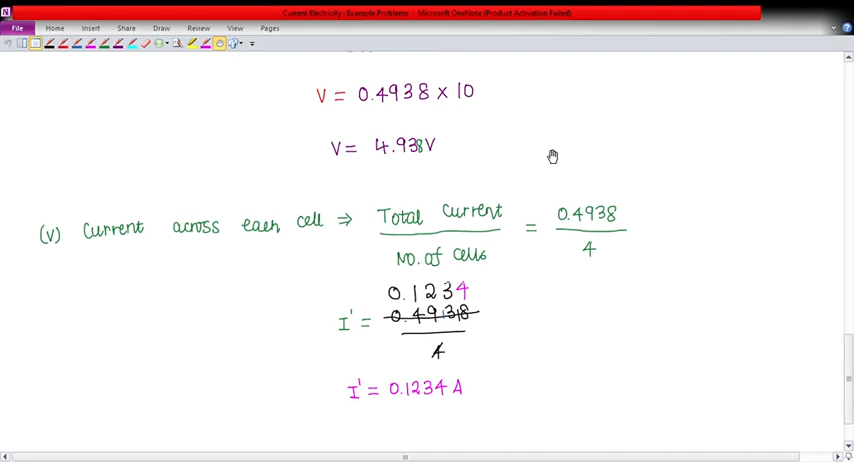 Current Electricity : Example Problems - Microsoft OneNote (Product Activation Failed)
File Home Insert Share Draw Review View Pages
V = 0.4938 × 10
V = 4.938V
(v) Current across each cell ⇒ Total Current / No. of cells = 0.4938 / 4
0.1234
I' = 0.4938 / 4
I' = 0.1234 A